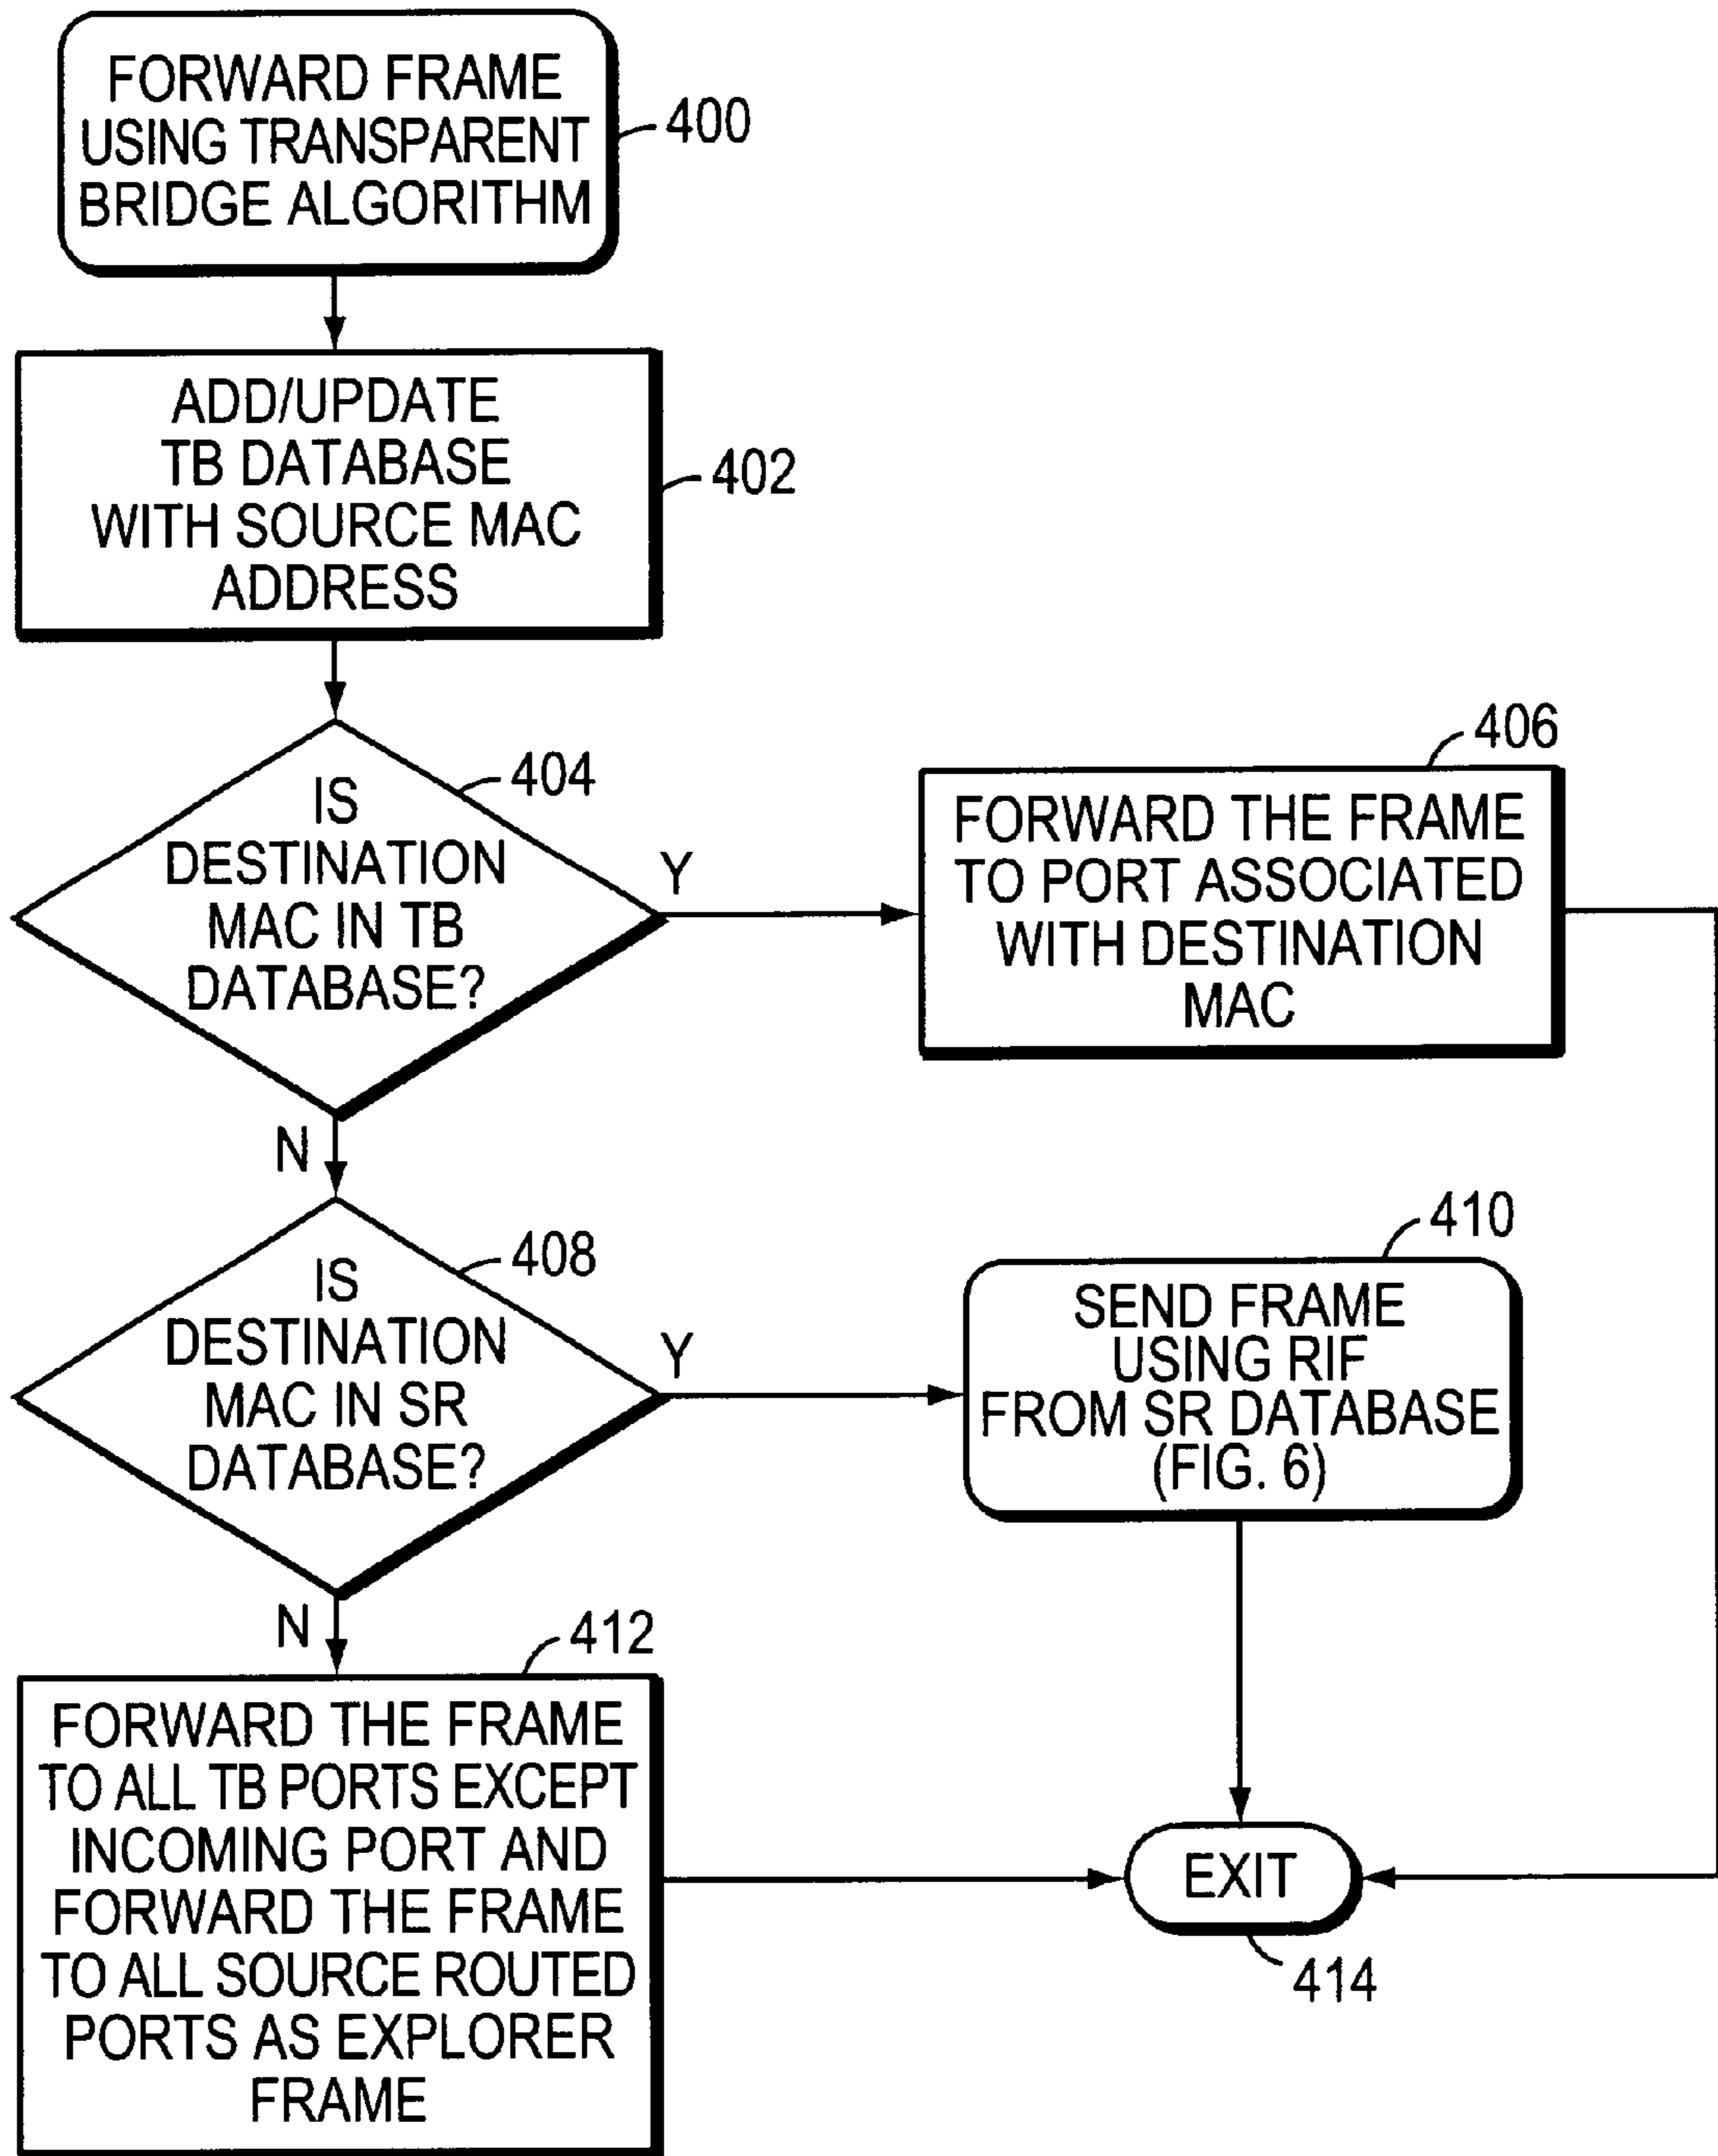 FORWARD FRAME
USING TRANSPARENT
BRIDGE ALGORITHM
400
ADD/UPDATE
TB DATABASE
WITH SOURCE MAC
ADDRESS
402
IS
DESTINATION
MAC IN TB
DATABASE?
404
Y
N
406
FORWARD THE FRAME
TO PORT ASSOCIATED
WITH DESTINATION
MAC
IS
DESTINATION
MAC IN SR
DATABASE?
408
Y
N
410
SEND FRAME
USING RIF
FROM SR DATABASE
(FIG. 6)
412
FORWARD THE FRAME
TO ALL TB PORTS EXCEPT
INCOMING PORT AND
FORWARD THE FRAME
TO ALL SOURCE ROUTED
PORTS AS EXPLORER
FRAME
EXIT
414